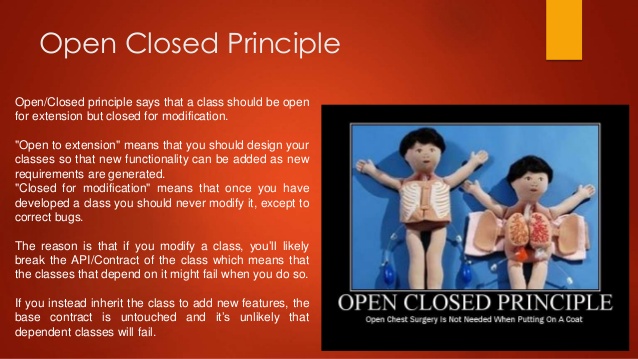 Open Closed Principle
Open/Closed principle says that a class should be open
for extension but closed for modification.
"Open to extension" means that you should design your
classes so that new functionality can be added as new
requirements are generated.
"Closed for modification" means that once you have
developed a class you should never modify it, except to
correct bugs.
The reason is that if you modify a class, you'll likely
break the API/Contract of the class which means that
the classes that depend on it might fail when you do so.
If you instead inherit the class to add new features, the
base contract is untouched and it's unlikely that
dependent classes will fail.
OPEN CLOSED PRINCIPLE
Open Chest Surgery Is Not Needed When Putting On A Coat